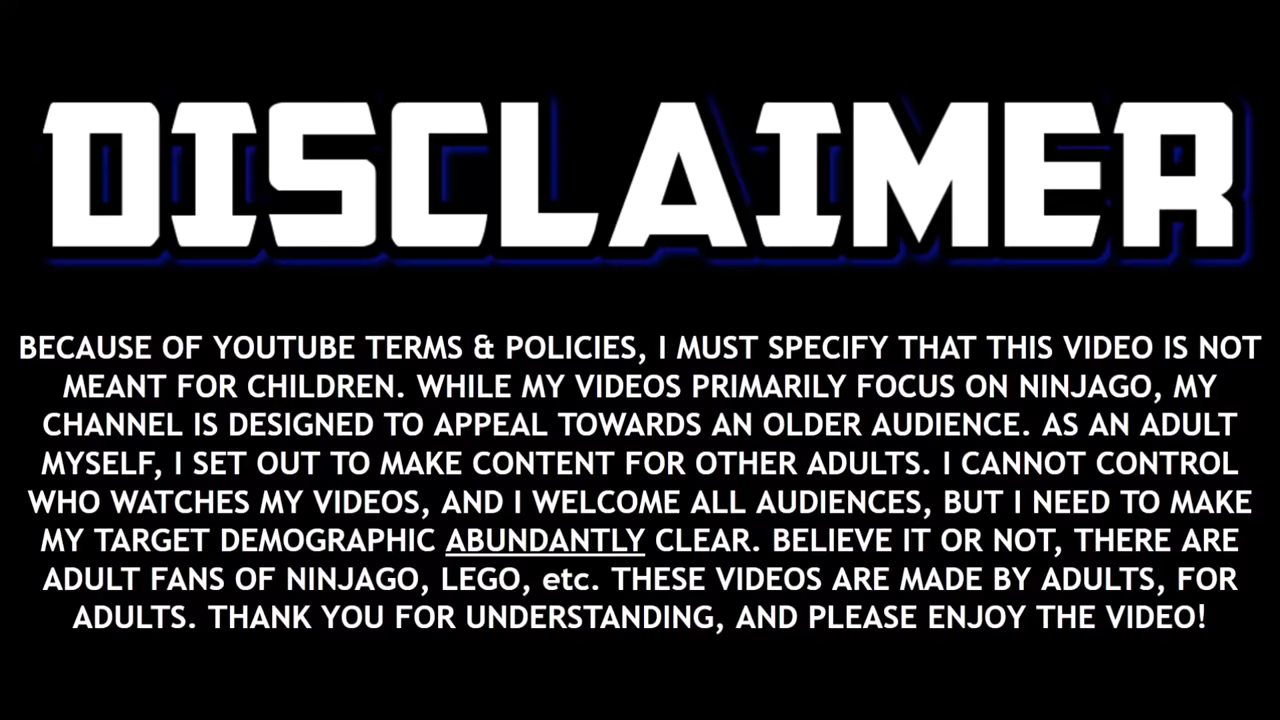 DISCLAIMER
BECAUSE OF YOUTUBE TERMS & POLICIES, I MUST SPECIFY THAT THIS VIDEO IS NOT
MEANT FOR CHILDREN. WHILE MY VIDEOS PRIMARILY FOCUS ON NINJAGO, MY
CHANNEL IS DESIGNED TO APPEAL TOWARDS AN OLDER AUDIENCE. AS AN ADULT
MYSELF, I SET OUT TO MAKE CONTENT FOR OTHER ADULTS. I CANNOT CONTROL
WHO WATCHES MY VIDEOS, AND I WELCOME ALL AUDIENCES, BUT I NEED TO MAKE
MY TARGET DEMOGRAPHIC ABUNDANTLY CLEAR. BELIEVE IT OR NOT, THERE ARE
ADULT FANS OF NINJAGO, LEGO, etc. THESE VIDEOS ARE MADE BY ADULTS, FOR
ADULTS. THANK YOU FOR UNDERSTANDING, AND PLEASE ENJOY THE VIDEO!